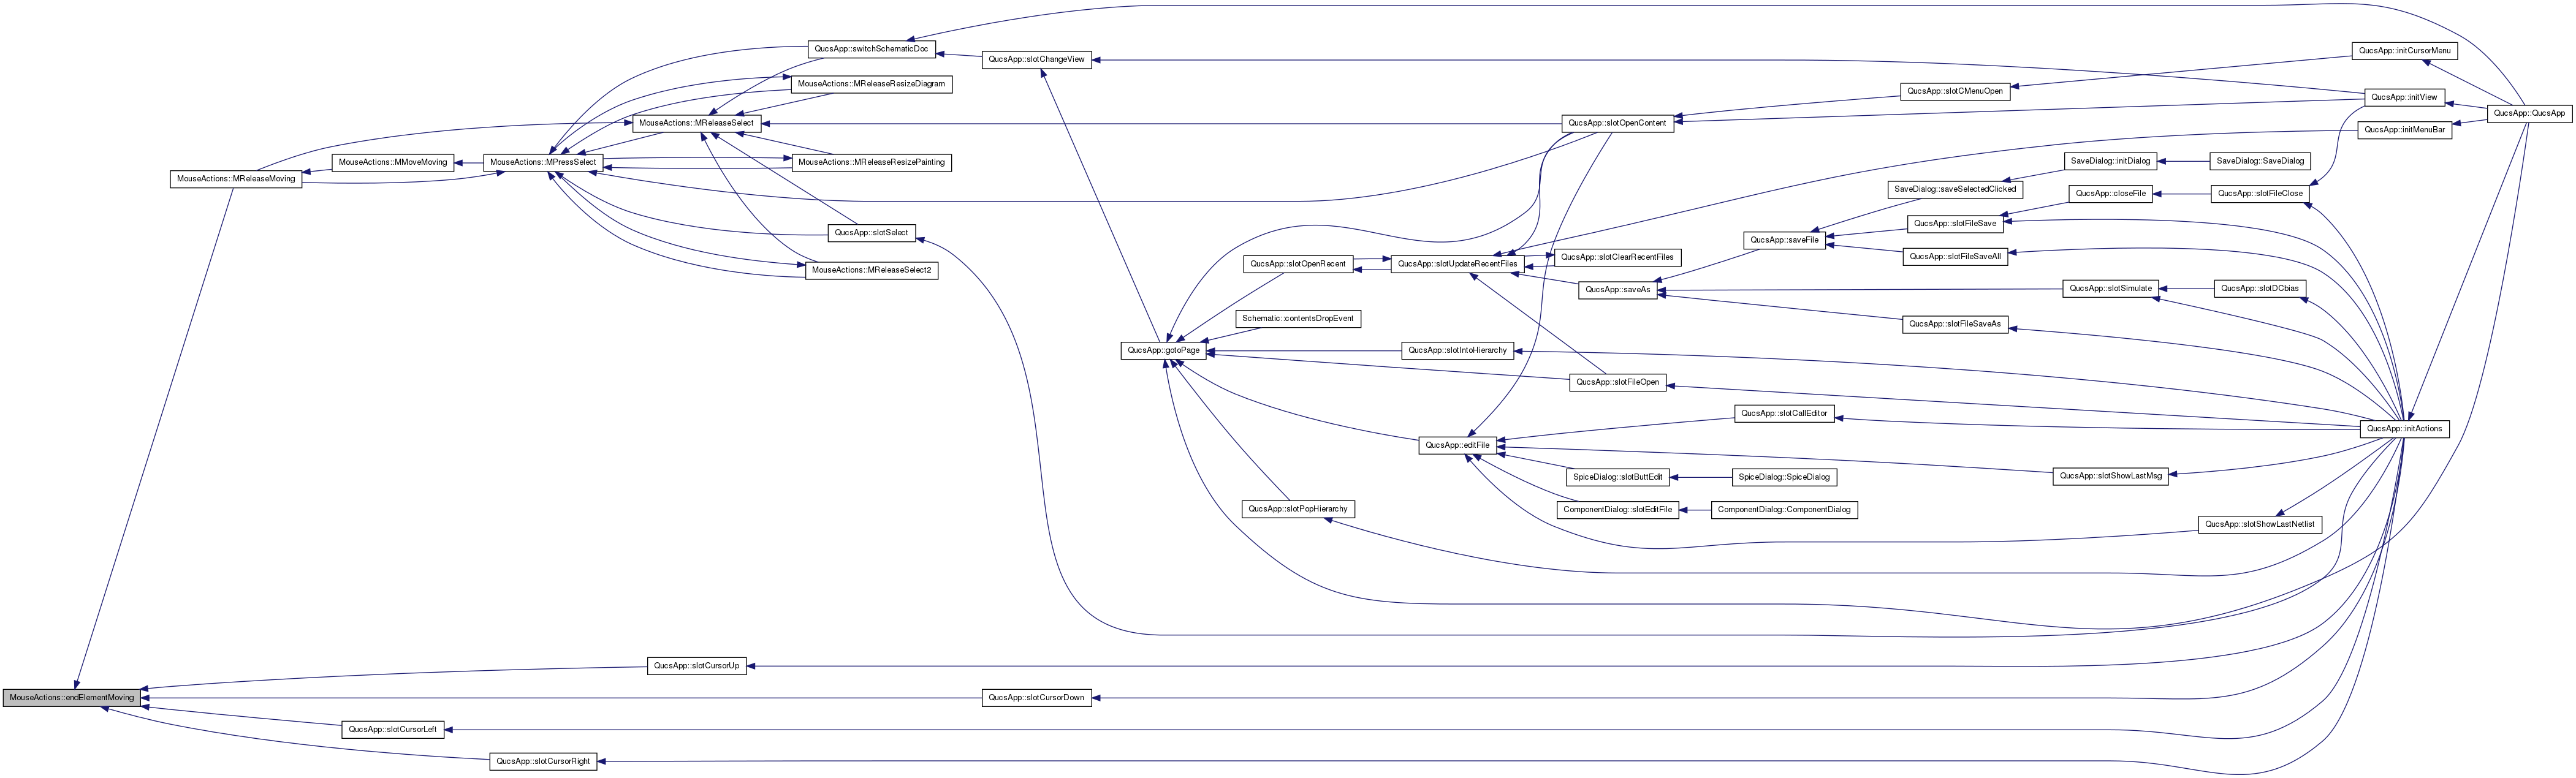 QucsApp::switchSchematicDoc
QucsApp::slotChangeView
QucsApp::initCursorMenu
MouseActions::MReleaseResizeDiagram
QucsApp::slotCMenuOpen
QucsApp::initView
QucsApp::QucsApp
MouseActions::MReleaseSelect
QucsApp::slotOpenContent
QucsApp::initMenuBar
MouseActions::MMoveMoving
MouseActions::MPressSelect
MouseActions::MReleaseResizePainting
SaveDialog::initDialog
SaveDialog::SaveDialog
MouseActions::MReleaseMoving
SaveDialog::saveSelectedClicked
QucsApp::closeFile
QucsApp::slotFileClose
QucsApp::slotFileSave
QucsApp::slotSelect
QucsApp::saveFile
QucsApp::slotFileSaveAll
QucsApp::slotClearRecentFiles
QucsApp::slotOpenRecent
QucsApp::slotUpdateRecentFiles
MouseActions::MReleaseSelect2
QucsApp::saveAs
QucsApp::slotSimulate
QucsApp::slotDCbias
Schematic::contentsDropEvent
QucsApp::slotFileSaveAs
QucsApp::gotoPage
QucsApp::slotIntoHierarchy
QucsApp::slotFileOpen
QucsApp::slotCallEditor
QucsApp::initActions
QucsApp::editFile
SpiceDialog::slotButtEdit
SpiceDialog::SpiceDialog
QucsApp::slotShowLastMsg
QucsApp::slotPopHierarchy
ComponentDialog::slotEditFile
ComponentDialog::ComponentDialog
QucsApp::slotShowLastNetlist
QucsApp::slotCursorUp
MouseActions::endElementMoving
QucsApp::slotCursorDown
QucsApp::slotCursorLeft
QucsApp::slotCursorRight